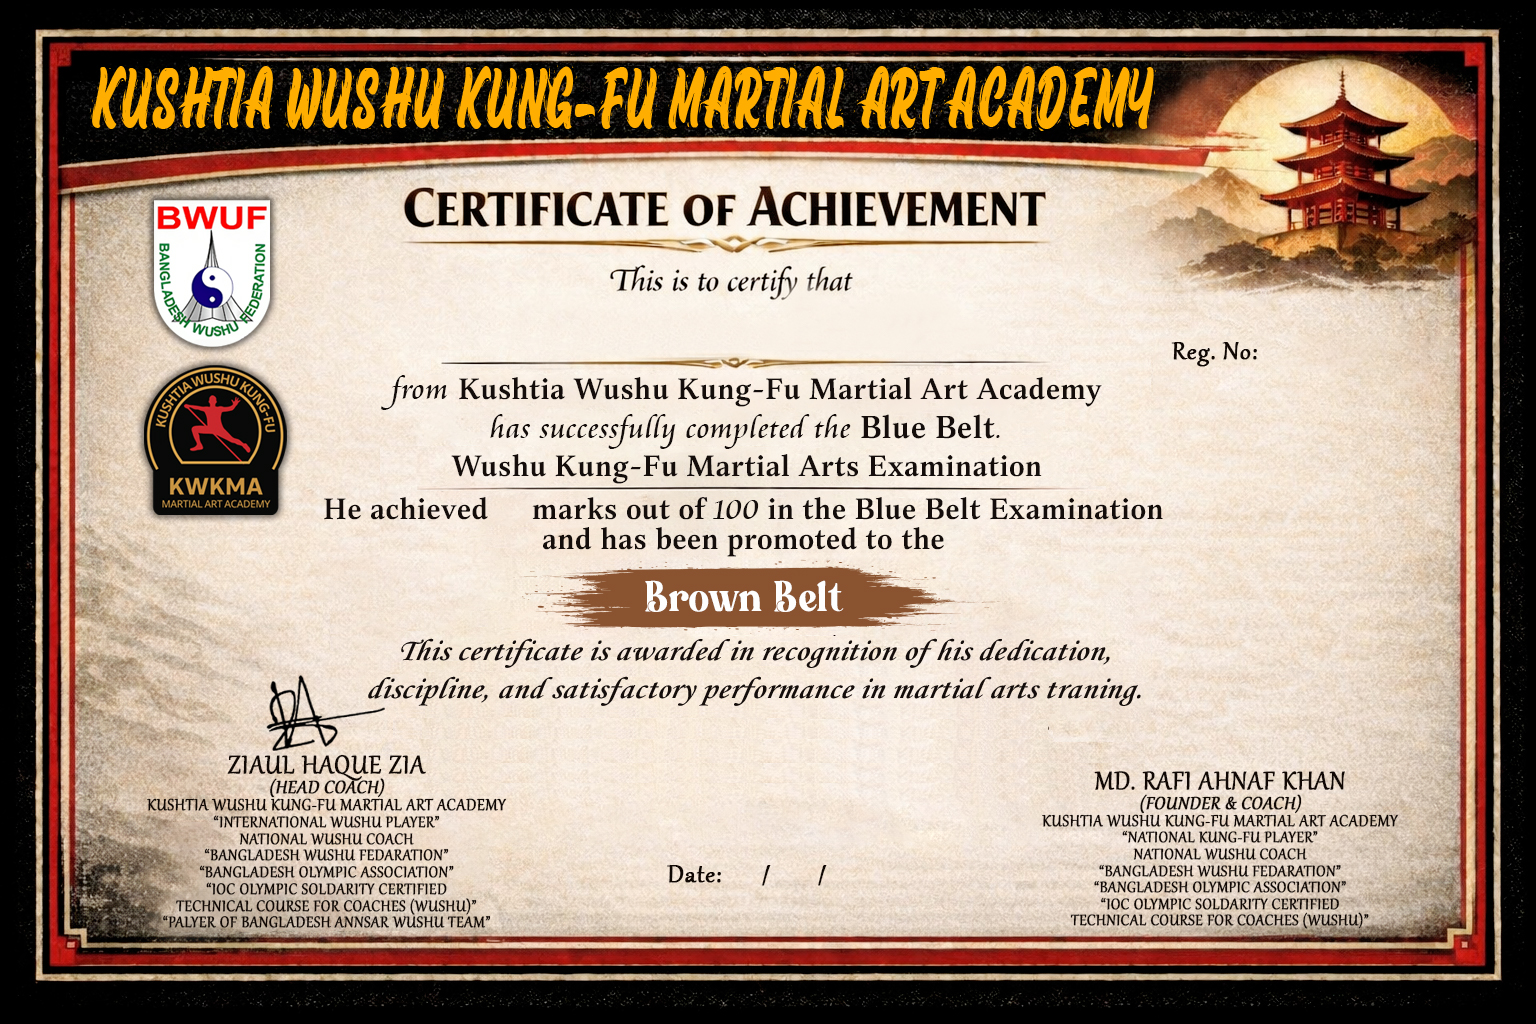 KUSHTIA WUSHU KUNG-FU MARTIAL ART ACADEMY
CERTIFICATE OF ACHIEVEMENT
This is to certify that
BWUF
BANGLADESH WUSHU FEDERATION
Reg. No:
from Kushtia Wushu Kung-Fu Martial Art Academy
has successfully completed the Blue Belt.
Wushu Kung-Fu Martial Arts Examination
KUSHTIA WUSHU KUNG-FU
KWKMA
MARTIAL ART ACADEMY
He achieved marks out of 100 in the Blue Belt Examination
and has been promoted to the
Brown Belt
This certificate is awarded in recognition of his dedication,
discipline, and satisfactory performance in martial arts traning.
ZIAUL HAQUE ZIA
(HEAD COACH)
KUSHTIA WUSHU KUNG-FU MARTIAL ART ACADEMY
“INTERNATIONAL WUSHU PLAYER”
NATIONAL WUSHU COACH
“BANGLADESH WUSHU FEDARATION”
“BANGLADESH OLYMPIC ASSOCIATION”
“IOC OLYMPIC SOLDARITY CERTIFIED
TECHNICAL COURSE FOR COACHES (WUSHU)”
“PALYER OF BANGLADESH ANNSAR WUSHU TEAM”
Date: / /
MD. RAFI AHNAF KHAN
(FOUNDER & COACH)
KUSHTIA WUSHU KUNG-FU MARTIAL ART ACADEMY
“NATIONAL KUNG-FU PLAYER”
NATIONAL WUSHU COACH
“BANGLADESH WUSHU FEDARATION”
“BANGLADESH OLYMPIC ASSOCIATION”
“IOC OLYMPIC SOLDARITY CERTIFIED
TECHNICAL COURSE FOR COACHES (WUSHU)”